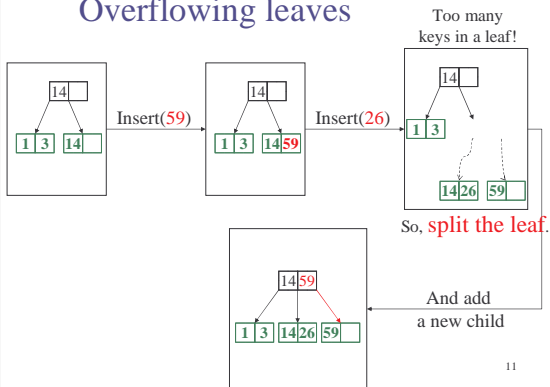 Overflowing leaves
Too many
keys in a leaf!
14
1 3 14
Insert(59)
14
1 3 14 59
Insert(26)
14
1 3
14 26 59
So, split the leaf.
14 59
1 3 14 26 59
And add
a new child
11